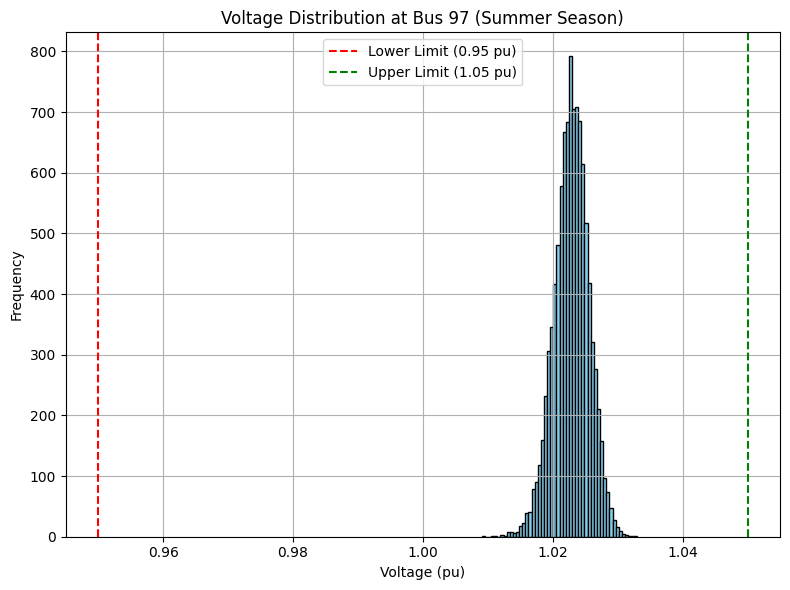 Voltage Distribution at Bus 97 (Summer Season)
Lower Limit (0.95 pu)
Upper Limit (1.05 pu)
800
700
600
500
400
300
200
100
0
Frequency
0.96 0.98 1.00 1.02 1.04
Voltage (pu)